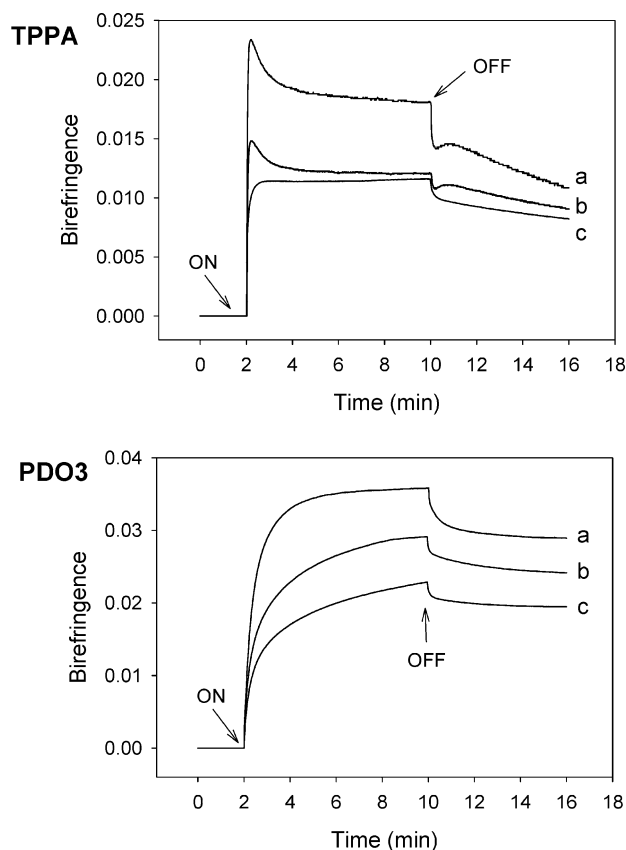 TPPA
0.025
0.020
0.015
0.010
0.005
0.000
Birefringence
OFF
ON
a
b
c
0 2 4 6 8 10 12 14 16 18
Time (min)
PDO3
0.04
0.03
0.02
0.01
0.00
Birefringence
a
b
c
OFF
ON
0 2 4 6 8 10 12 14 16 18
Time (min)